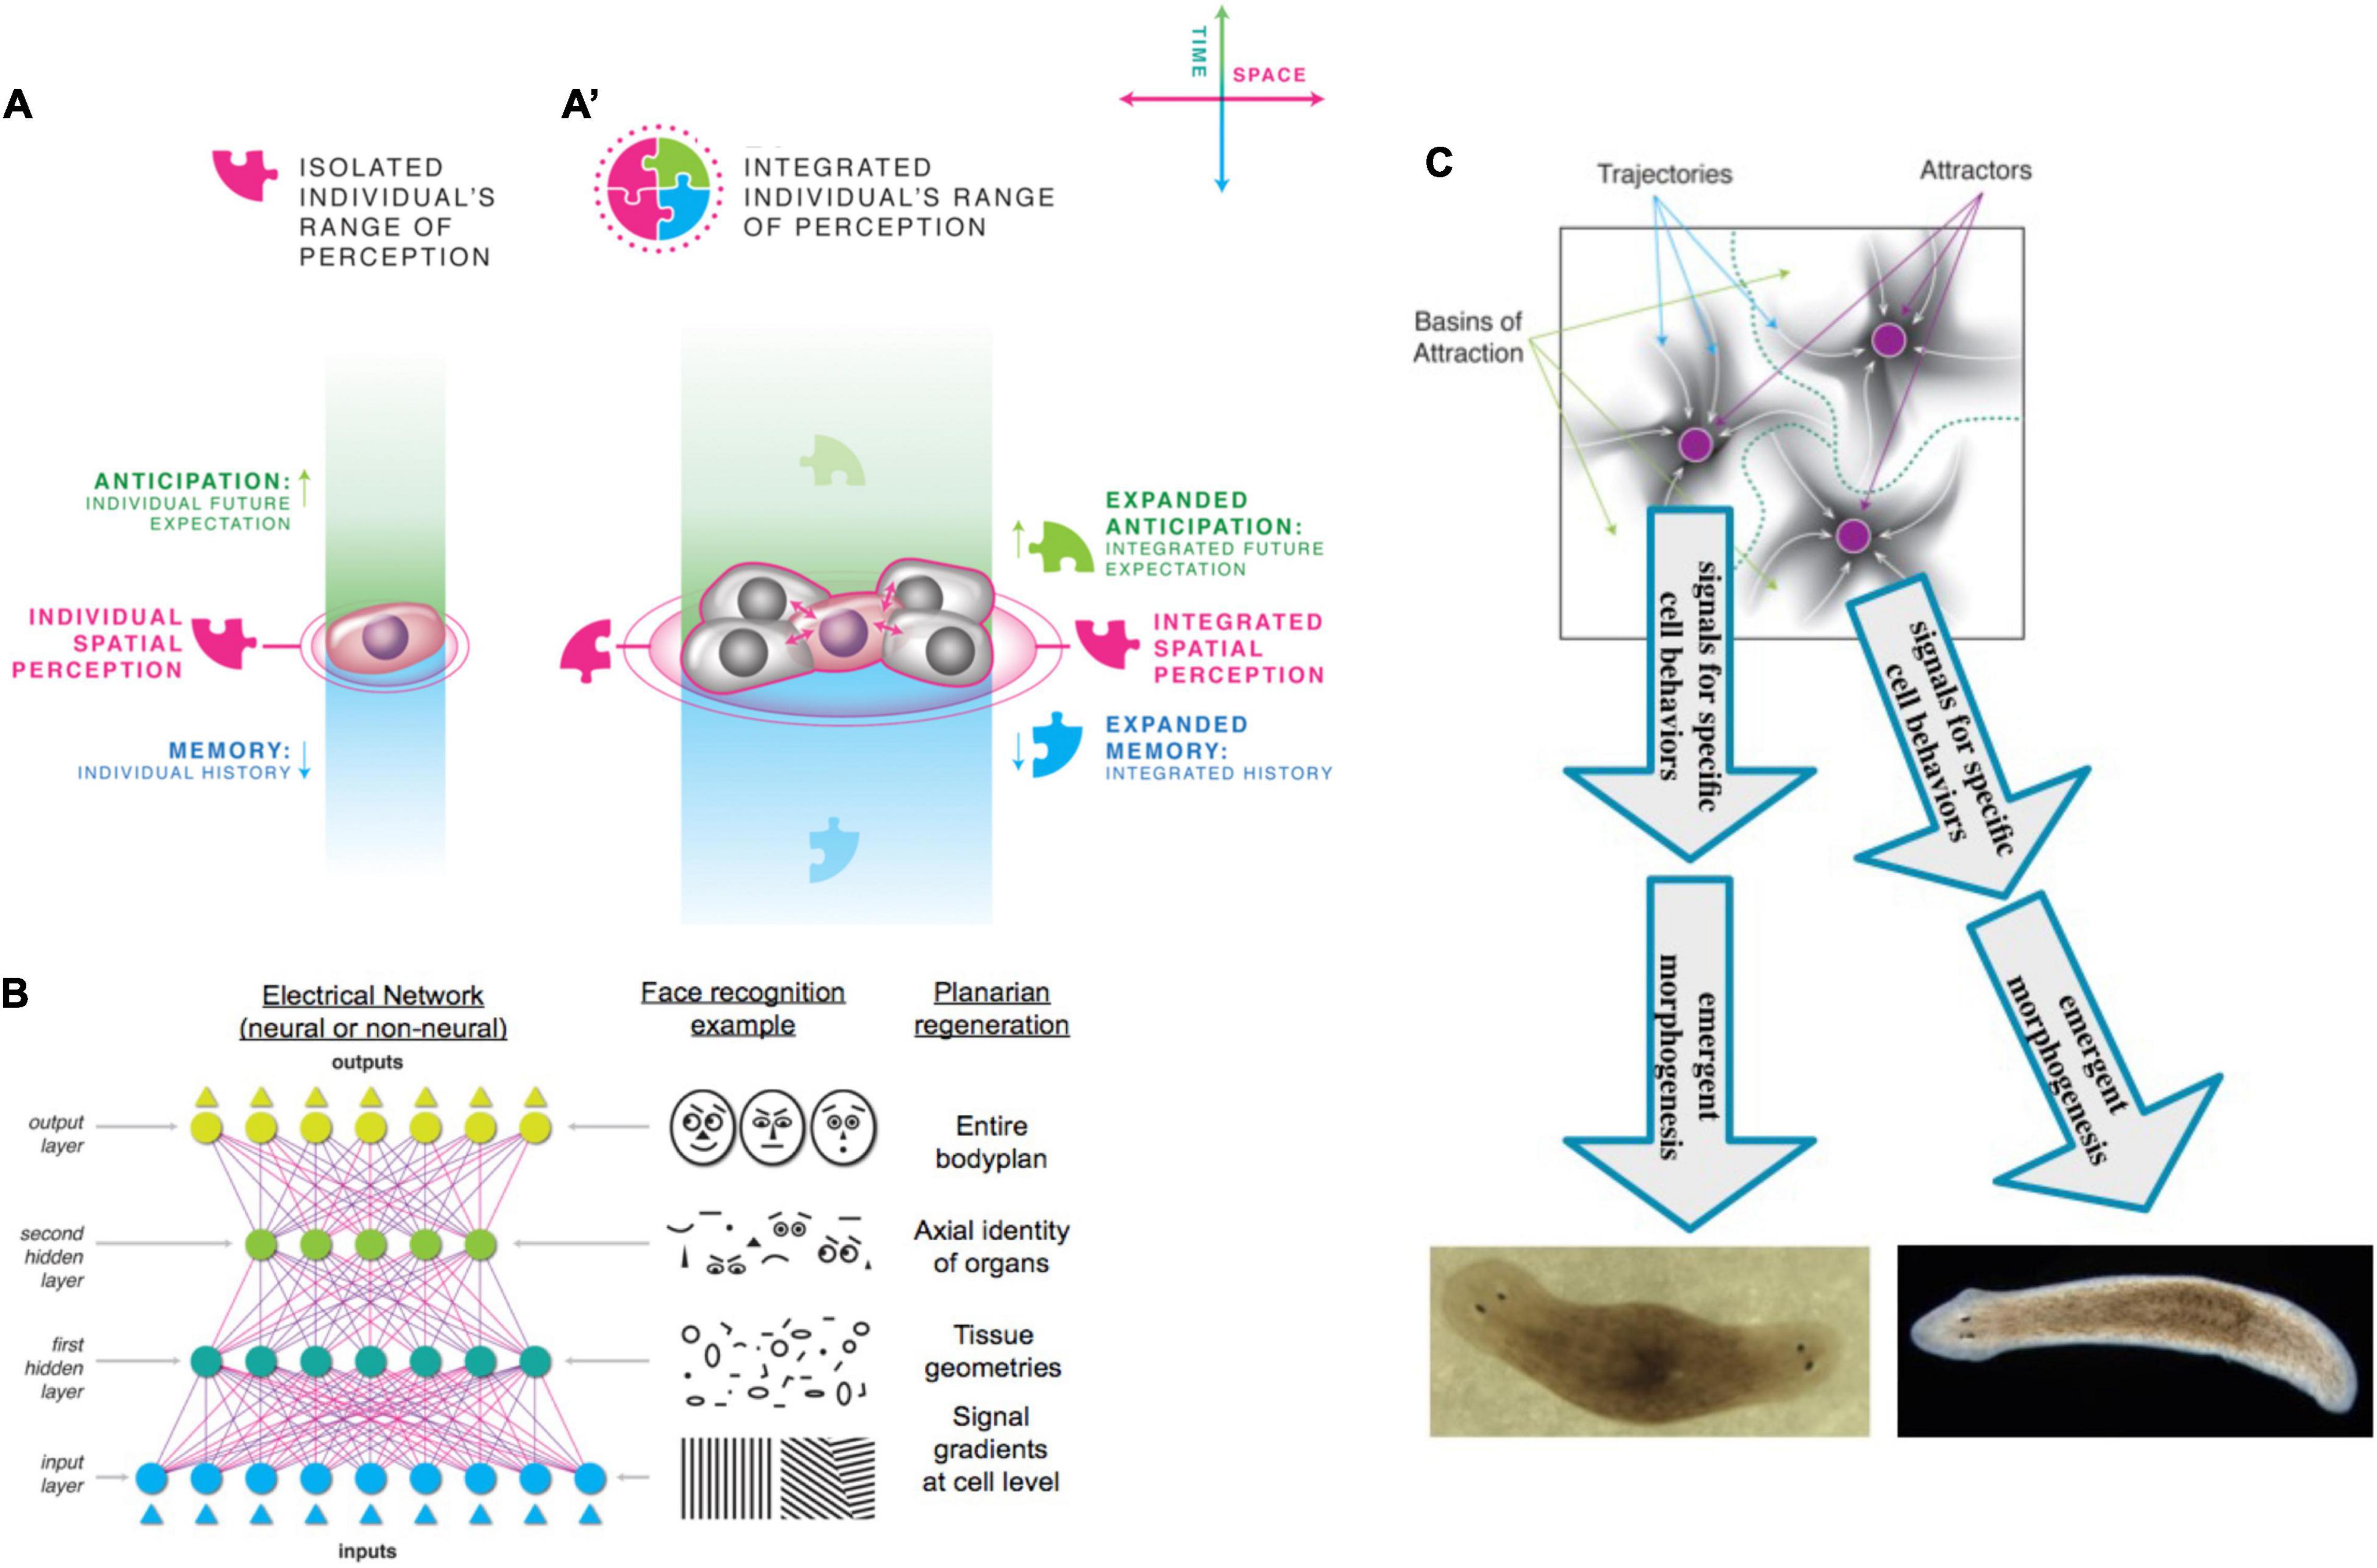 TIME
SPACE
A
ISOLATED
INDIVIDUAL'S
RANGE OF
PERCEPTION
A’
INTEGRATED
INDIVIDUAL'S RANGE
OF PERCEPTION
ANTICIPATION:
INDIVIDUAL FUTURE
EXPECTATION
INDIVIDUAL
SPATIAL
PERCEPTION
MEMORY:
INDIVIDUAL HISTORY
EXPANDED
ANTICIPATION:
INTEGRATED FUTURE
EXPECTATION
INTEGRATED
SPATIAL
PERCEPTION
EXPANDED
MEMORY:
INTEGRATED HISTORY
B
Electrical Network
(neural or non-neural)
outputs
output
layer
second
hidden
layer
first
hidden
layer
input
layer
inputs
Face recognition
example
Planarian
regeneration
Entire
bodyplan
Axial identity
of organs
Tissue
geometries
Signal
gradients
at cell level
C
Trajectories
Attractors
Basins of
Attraction
signals for specific
cell behaviors
signals for specific
cell behaviors
emergent
morphogenesis
emergent
morphogenesis